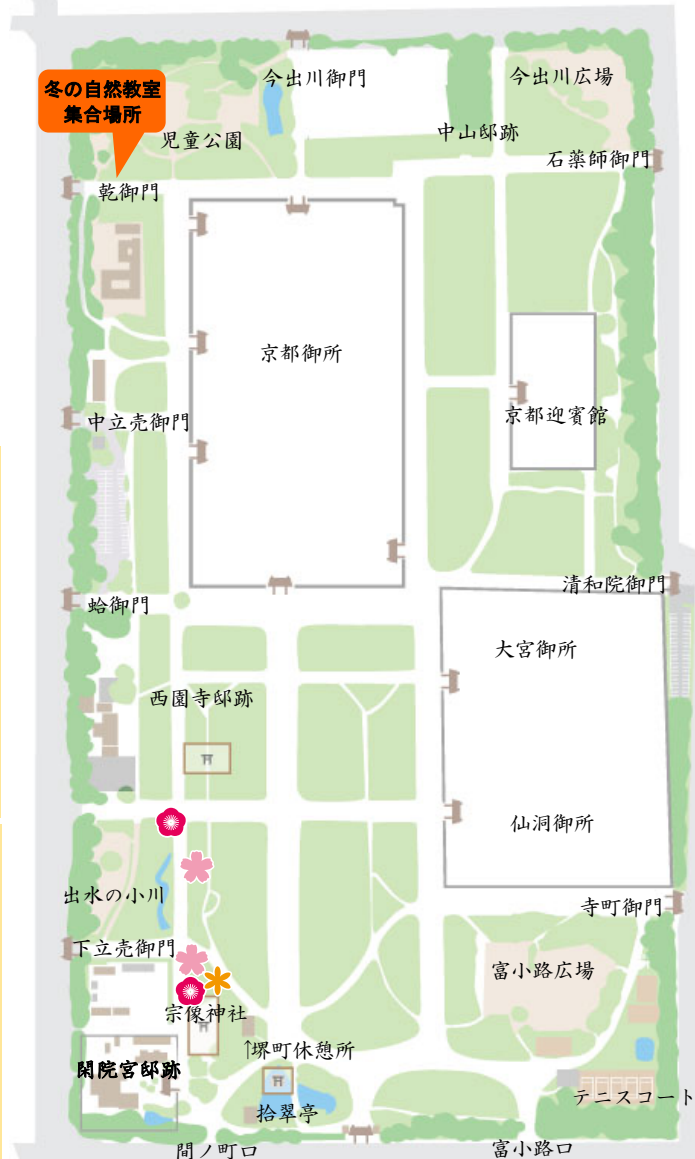 冬の自然教室
集合場所
今出川御門
今出川広場
児童公園
中山邸跡
石薬師御門
乾御門
京都御所
京都迎賓館
中立売御門
清和院御門
蛤御門
大宮御所
西園寺邸跡
仙洞御所
出水の小川
寺町御門
下立売御門
富小路広場
宗像神社
↑堺町休憩所
閑院宮邸跡
テニスコート
拾翠亭
間ノ町口
富小路口